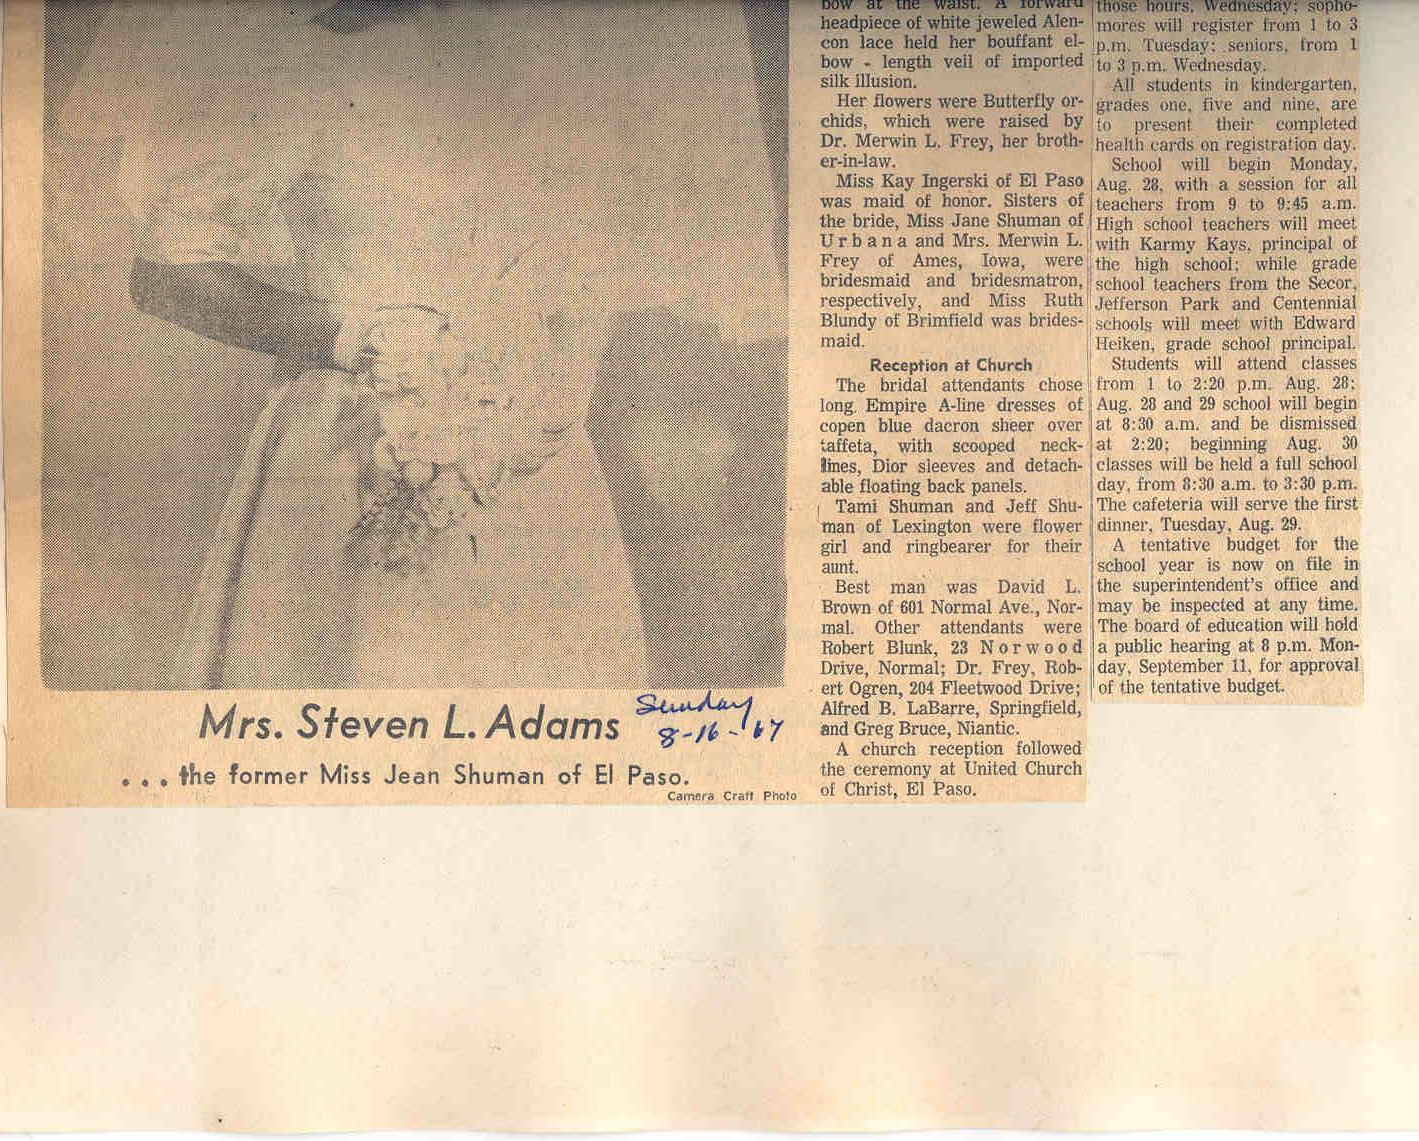 bow at the waist. A forward
headpiece of white jeweled Alen-
con lace held her bouffant el-
bow - length veil of imported
silk illusion.
Her flowers were Butterfly or-
chids, which were raised by
Dr. Merwin L. Frey, her broth-
er-in-law.
Miss Kay Ingerski of El Paso
was maid of honor. Sisters of
the bride, Miss Jane Shuman of
Urbana and Mrs. Merwin L.
Frey of Ames, Iowa, were
bridesmaid and bridesmatron,
respectively, and Miss Ruth
Blundy of Brimfield was brides-
maid.
Reception at Church
The bridal attendants chose
long, Empire A-line dresses of
copen blue dacron sheer over
taffeta, with scooped neck-
lines, Dior sleeves and detach-
able floating back panels.
Tami Shuman and Jeff Shu-
man of Lexington were flower
girl and ringbearer for their
aunt.
Best man was David L.
Brown of 601 Normal Ave., Nor-
mal. Other attendants were
Robert Blunk, 23 Norwood
Drive, Normal; Dr. Frey, Rob-
ert Ogren, 204 Fleetwood Drive;
Alfred B. LaBarre, Springfield,
and Greg Bruce, Niantic.
A church reception followed
the ceremony at United Church
of Christ, El Paso.
those hours, Wednesday; sopho-
mores will register from 1 to 3
p.m. Tuesday; seniors, from 1
to 3 p.m. Wednesday.
All students in kindergarten,
grades one, five and nine, are
to present their completed
health cards on registration day.
School will begin Monday,
Aug. 28, with a session for all
teachers from 9 to 9:45 a.m.
High school teachers will meet
with Karmy Kays, principal of
the high school; while grade
school teachers from the Secor,
Jefferson Park and Centennial
schools will meet with Edward
Heiken, grade school principal.
Students will attend classes
from 1 to 2:20 p.m. Aug. 28;
Aug. 28 and 29 school will begin
at 8:30 a.m. and be dismissed
at 2:20; beginning Aug. 30
classes will be held a full school
day, from 8:30 a.m. to 3:30 p.m.
The cafeteria will serve the first
dinner, Tuesday, Aug. 29.
A tentative budget for the
school year is now on file in
the superintendent's office and
may be inspected at any time.
The board of education will hold
a public hearing at 8 p.m. Mon-
day, September 11, for approval
of the tentative budget.
Mrs. Steven L. Adams
Sunday
8-16-67
... the former Miss Jean Shuman of El Paso.
Camera Craft Photo